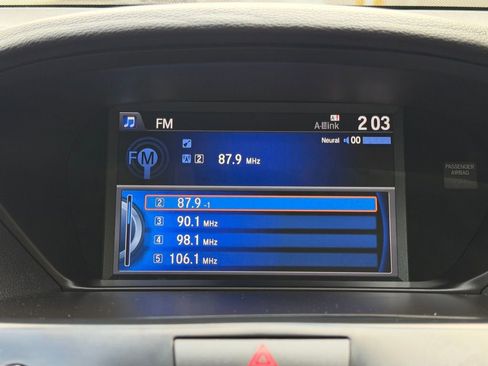 FM
A1
2 03
Neural 00
FM
2 87.9 MHz
PASSENGER
AIRBAG
2 87.9 -1
3 90.1 MHz
4 98.1 MHz
5 106.1 MHz